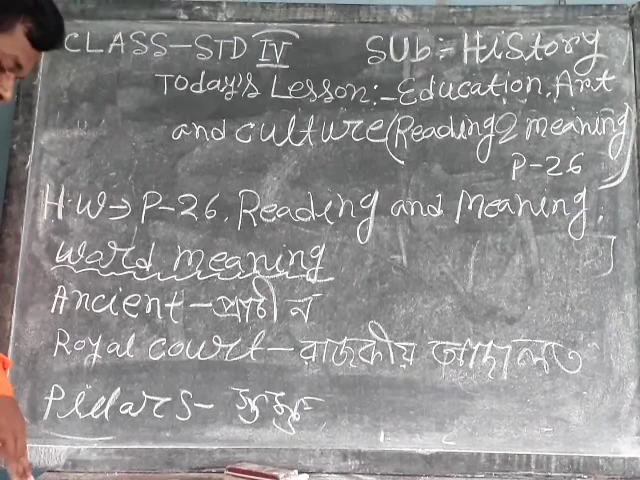 CLASS-STD IV SUb:- HiStory
Today's Lesson:- Education, Art
and culture (Reading & meaning)
P-26
H.W→ P-26. Reading and Meaning.
word meaning
Ancient - প্রাচীন
Royal court - রাজকীয় আদালত
Pillars - স্তম্ভ